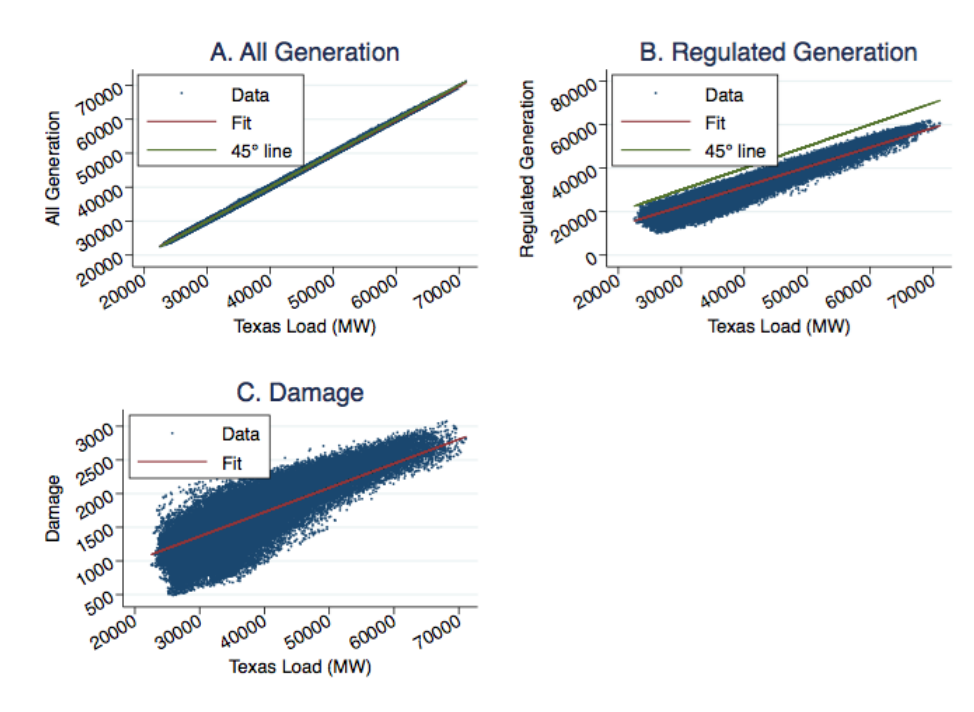 A. All Generation
Data
Fit
45° line
70000
60000
50000
40000
30000
20000
All Generation
20000 30000 40000 50000 60000 70000
Texas Load (MW)
B. Regulated Generation
Data
Fit
45° line
80000
60000
40000
20000
0
Regulated Generation
20000 30000 40000 50000 60000 70000
Texas Load (MW)
C. Damage
Data
Fit
3000
2500
2000
1500
1000
500
Damage
20000 30000 40000 50000 60000 70000
Texas Load (MW)